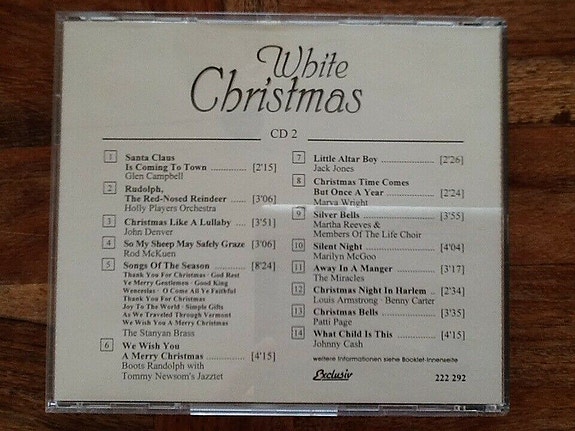 White
Christmas
CD 2
1 Santa Claus
Is Coming To Town .............. [2'15]
Glen Campbell
2 Rudolph,
The Red-Nosed Reindeer ...... [3'06]
Holly Players Orchestra
3 Christmas Like A Lullaby .... [3'51]
John Denver
4 So My Sheep May Safely Graze [3'06]
Rod McKuen
5 Songs Of The Season ............ [8'24]
Thank You For Christmas · God Rest
Ye Merry Gentlemen · Good King
Wenceslas · O Come All Ye Faithful
Thank You For Christmas
Joy To The World · Simple Gifts
As We Traveled Through Vermont
We Wish You A Merry Christmas
The Stanyan Brass
6 We Wish You
A Merry Christmas ............... [4'15]
Boots Randolph with
Tommy Newsom's Jazztet
7 Little Altar Boy .................... [2'26]
Jack Jones
8 Christmas Time Comes
But Once A Year .................. [2'24]
Marva Wright
9 Silver Bells ........................... [3'55]
Martha Reeves &
Members Of The Life Choir
10 Silent Night .......................... [4'04]
Marilyn McGoo
11 Away In A Manger .............. [3'17]
The Miracles
12 Christmas Night In Harlem .. [2'34]
Louis Armstrong · Benny Carter
13 Christmas Bells .................... [3'35]
Patti Page
14 What Child Is This ............... [4'15]
Johnny Cash
weitere Informationen siehe Booklet-Innenseite
Exclusiv 222 292